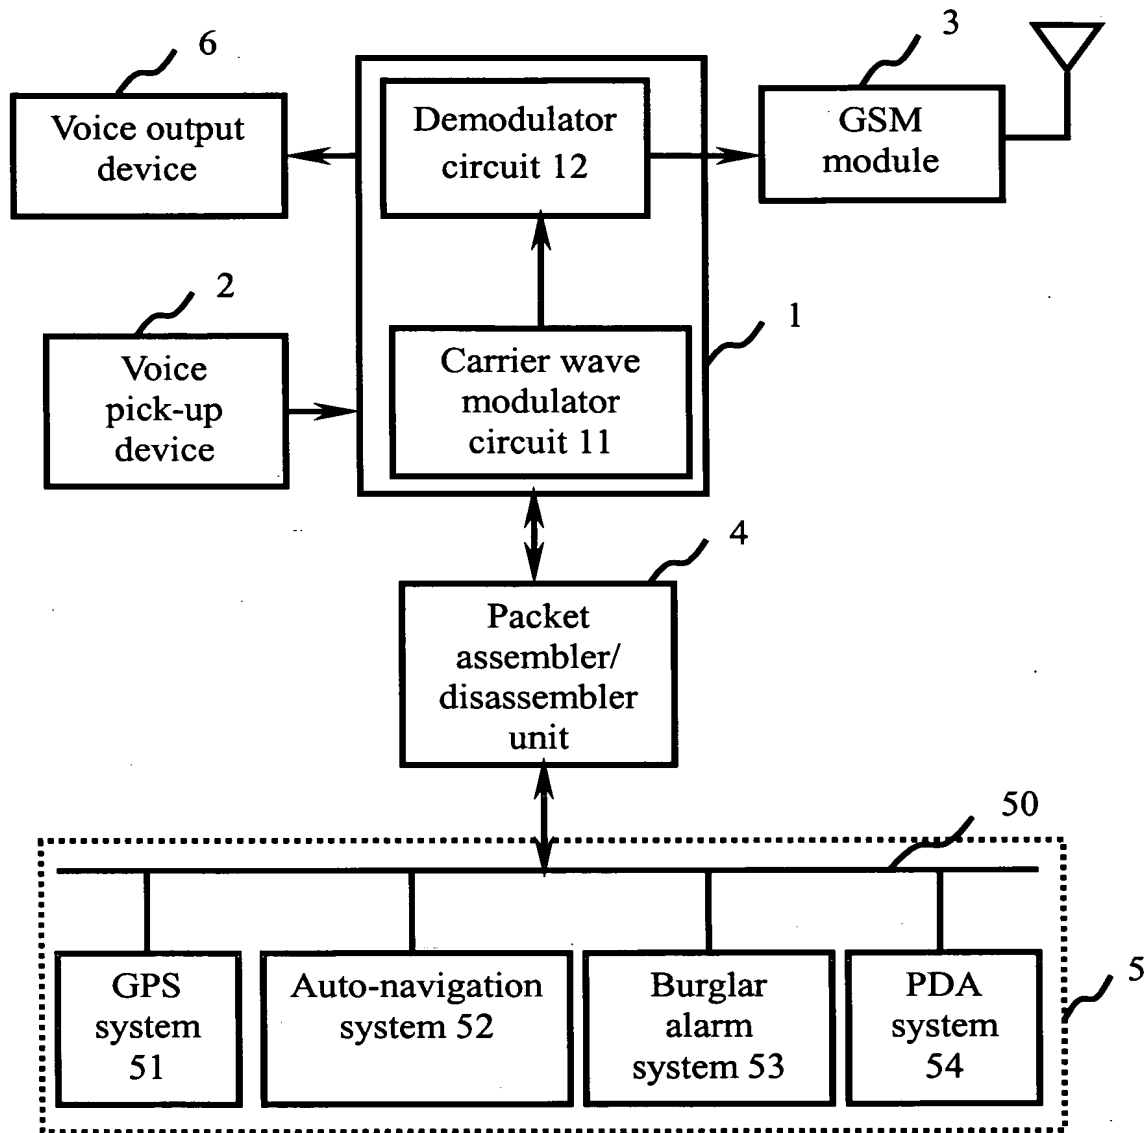 6
3
Voice output
device
Demodulator
circuit 12
GSM
module
2
1
Voice
pick-up
device
Carrier wave
modulator
circuit 11
4
Packet
assembler/
disassembler
unit
50
GPS
system
51
Auto-navigation
system 52
Burglar
alarm
system 53
PDA
system
54
5